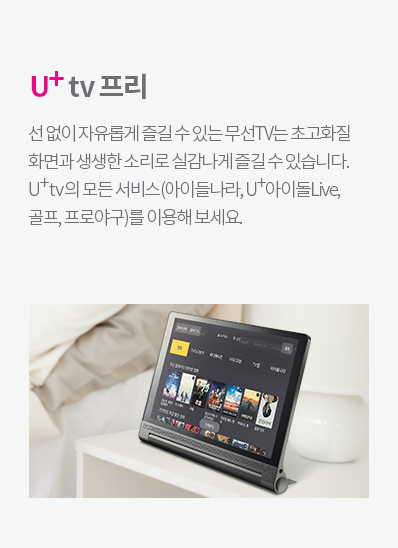 U+ tv 프리
선 없이 자유롭게 즐길 수 있는 무선TV는 초고화질
화면과 생생한 소리로 실감나게 즐길 수 있습니다.
U+tv의 모든 서비스(아이들나라, U+아이돌Live,
골프, 프로야구)를 이용해 보세요.